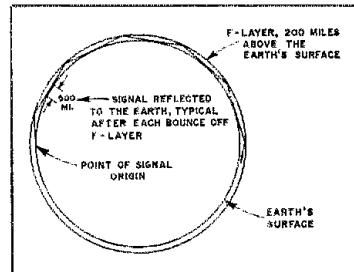 F-LAYER, 200 MILES
ABOVE THE
EARTH'S SURFACE
MI.
SIGNAL REFLECTED
TO THE EARTH, TYPICAL
AFTER EACH BOUNCE OFF
F-LAYER
POINT OF SIGNAL
ORIGIN
EARTH'S
SURFACE